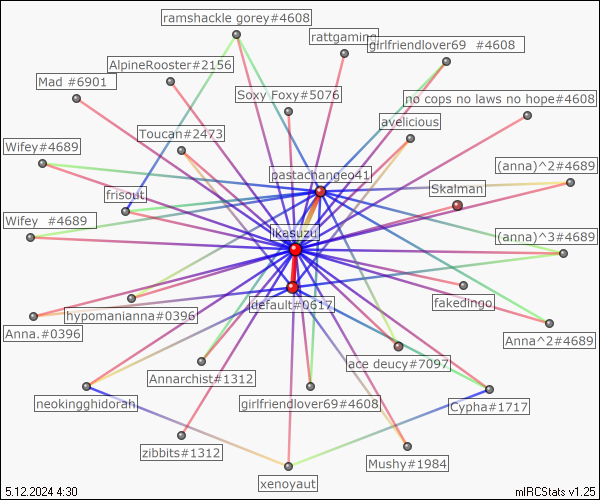 ramshackle gorey#4608
rattgaming
girlfriendlover69 #4608
AlpineRooster#2156
Mad #6901
Soxy Foxy#5076
no cops no laws no hope#4608
Toucan#2473
avelicious
Wifey#4689
pastachangeo41
(anna)^2#4689
frisout
Skalman
Wifey #4689
ikasuzu
(anna)^3#4689
default#0617
fakedingo
hypomanianna#0396
Anna.#0396
Anna^2#4689
ace deucy#7097
Annarchist#1312
neokingghidorah
girlfriendlover69#4608
Cypha#1717
zibbits#1312
Mushy#1984
xenoyaut
5.12.2024 4:30
mIRCStats v1.25